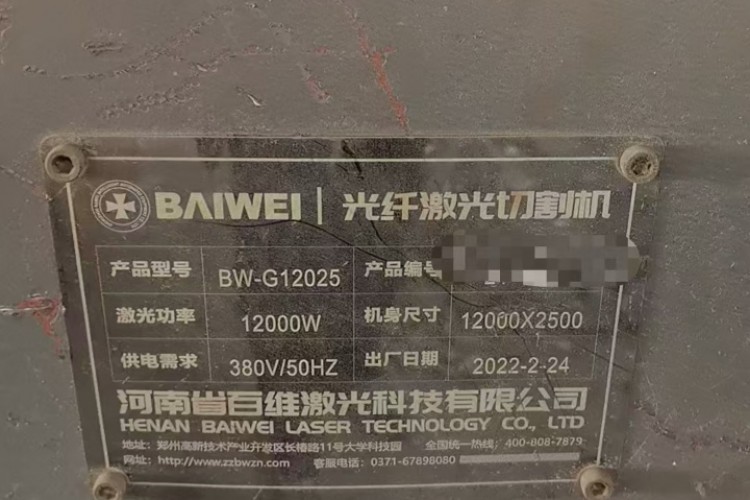 BAIWEI | 光纤激光切割机
产品型号 BW-G12025 产品编号
激光功率 12000W 机身尺寸 12000X2500
供电需求 380V/50HZ 出厂日期 2022-2-24
河南省百维激光科技有限公司
HENAN BAIWEI LASER TECHNOLOGY CO., LTD
地址：郑州高新技术产业开发区长椿路11号大学科技园 全国统一热线：400-808-7879
网址：http://www.zzbwzn.com 客服电话：0371-67898080